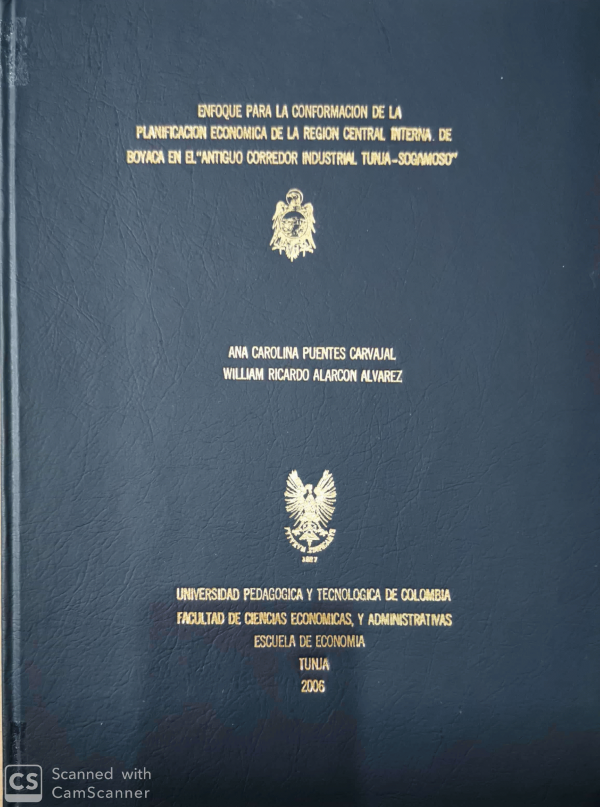 ENFOQUE PARA LA CONFORMACION DE LA
PLANIFICACION ECONOMICA DE LA REGION CENTRAL INTERNA. DE
BOYACA EN EL "ANTIGUO CORREDOR INDUSTRIAL TUNJA-SOGAMOSO"
ANA CAROLINA PUENTES CARVAJAL
WILLIAM RICARDO ALARCON ALVAREZ
1827
UNIVERSIDAD PEDAGOGICA Y TECNOLOGICA DE COLOMBIA
FACULTAD DE CIENCIAS ECONOMICAS, Y ADMINISTRATIVAS
ESCUELA DE ECONOMIA
TUNJA
2006
CS Scanned with
CamScanner